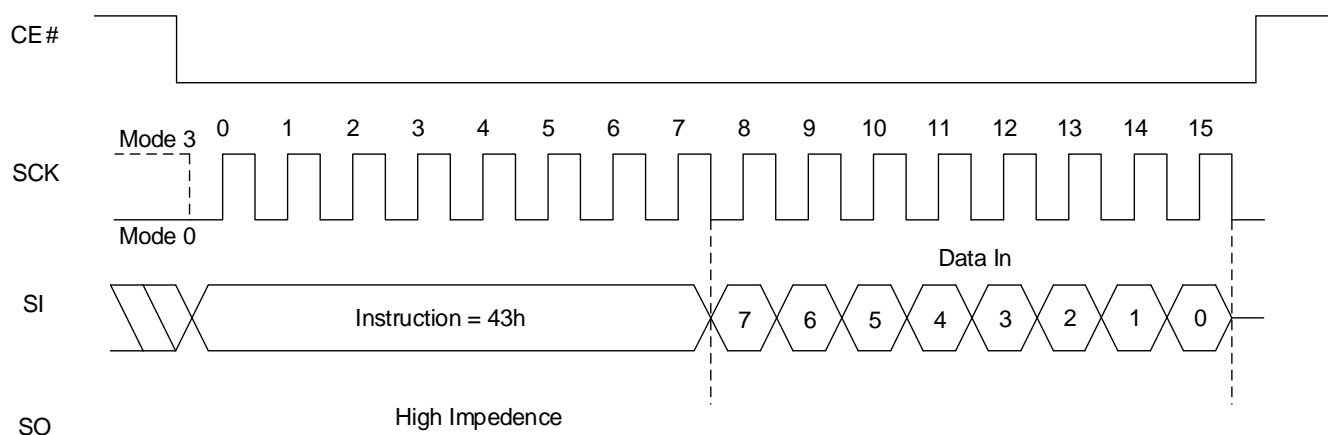 CE#
0 1 2 3 4 5 6 7 8 9 10 11 12 13 14 15
Mode 3
SCK
Mode 0
Data In
SI
Instruction = 43h
7 6 5 4 3 2 1 0
High Impedence
SO